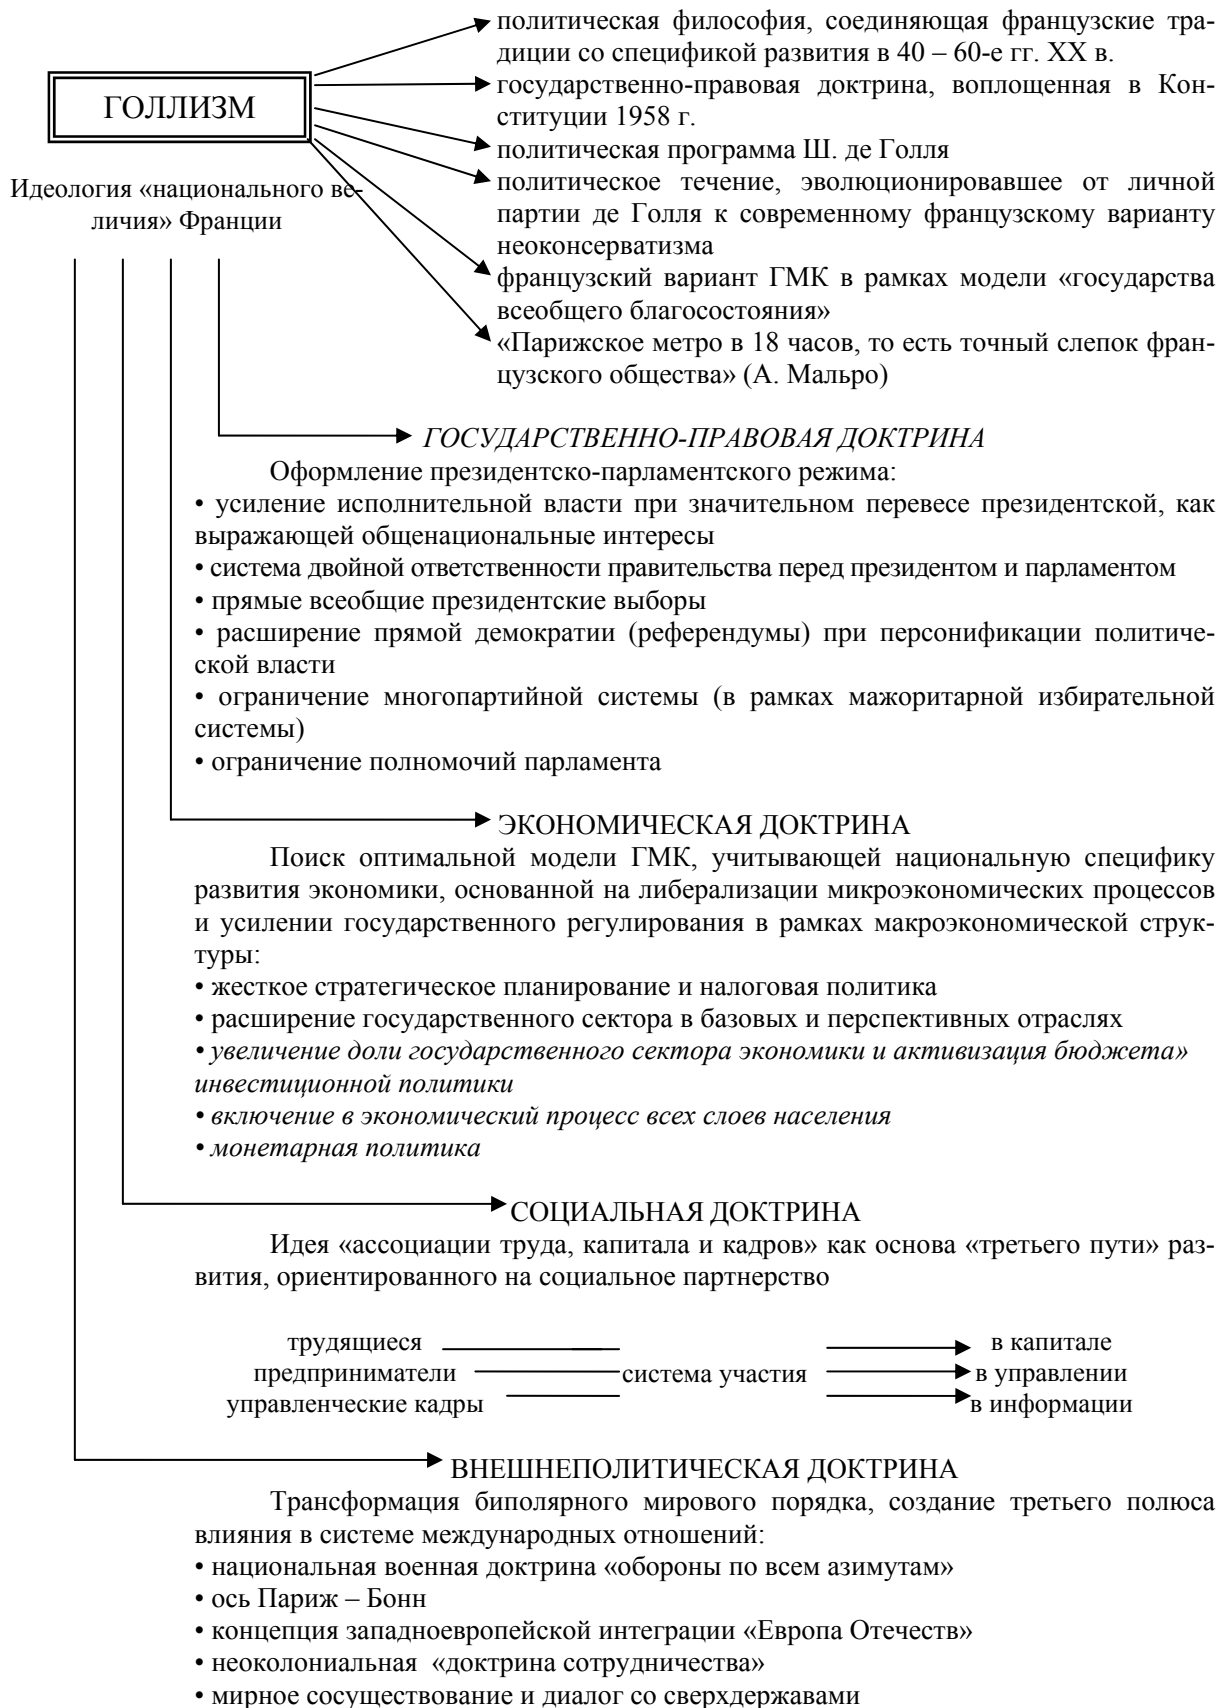 политическая философия, соединяющая французские тра-
диции со спецификой развития в 40 – 60-е гг. XX в.
ГОЛЛИЗМ
государственно-правовая доктрина, воплощенная в Кон-
ституции 1958 г.
политическая программа Ш. де Голля
Идеология «национального ве-
личия» Франции
политическое течение, эволюционировавшее от личной
партии де Голля к современному французскому варианту
неоконсерватизма
французский вариант ГМК в рамках модели «государства
всеобщего благосостояния»
«Парижское метро в 18 часов, то есть точный слепок фран-
цузского общества» (А. Мальро)
ГОСУДАРСТВЕННО-ПРАВОВАЯ ДОКТРИНА
Оформление президентско-парламентского режима:
• усиление исполнительной власти при значительном перевесе президентской, как
выражающей общенациональные интересы
• система двойной ответственности правительства перед президентом и парламентом
• прямые всеобщие президентские выборы
• расширение прямой демократии (референдумы) при персонификации политиче-
ской власти
• ограничение многопартийной системы (в рамках мажоритарной избирательной
системы)
• ограничение полномочий парламента
ЭКОНОМИЧЕСКАЯ ДОКТРИНА
Поиск оптимальной модели ГМК, учитывающей национальную специфику
развития экономики, основанной на либерализации микроэкономических процессов
и усилении государственного регулирования в рамках макроэкономической струк-
туры:
• жесткое стратегическое планирование и налоговая политика
• расширение государственного сектора в базовых и перспективных отраслях
• увеличение доли государственного сектора экономики и активизация бюджета»
инвестиционной политики
• включение в экономический процесс всех слоев населения
• монетарная политика
СОЦИАЛЬНАЯ ДОКТРИНА
Идея «ассоциации труда, капитала и кадров» как основа «третьего пути» раз-
вития, ориентированного на социальное партнерство
трудящиеся в капитале
предприниматели система участия в управлении
управленческие кадры в информации
ВНЕШНЕПОЛИТИЧЕСКАЯ ДОКТРИНА
Трансформация биполярного мирового порядка, создание третьего полюса
влияния в системе международных отношений:
• национальная военная доктрина «обороны по всем азимутам»
• ось Париж – Бонн
• концепция западноевропейской интеграции «Европа Отечеств»
• неоколониальная «доктрина сотрудничества»
• мирное сосуществование и диалог со сверхдержавами